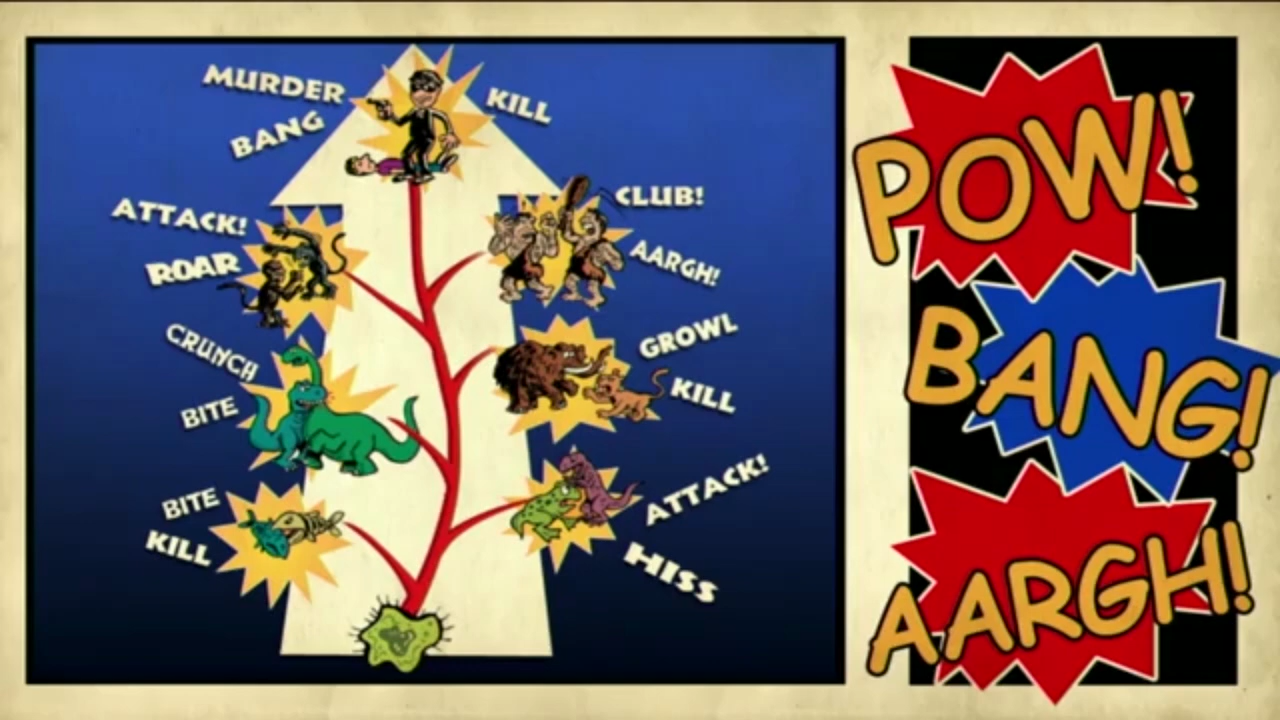 MURDER
BANG
KILL
ATTACK!
ROAR
CLUB!
AARGH!
CRUNCH
BITE
GROWL
KILL
BITE
KILL
ATTACK!
HISS
POW!
BANG!
AARGH!